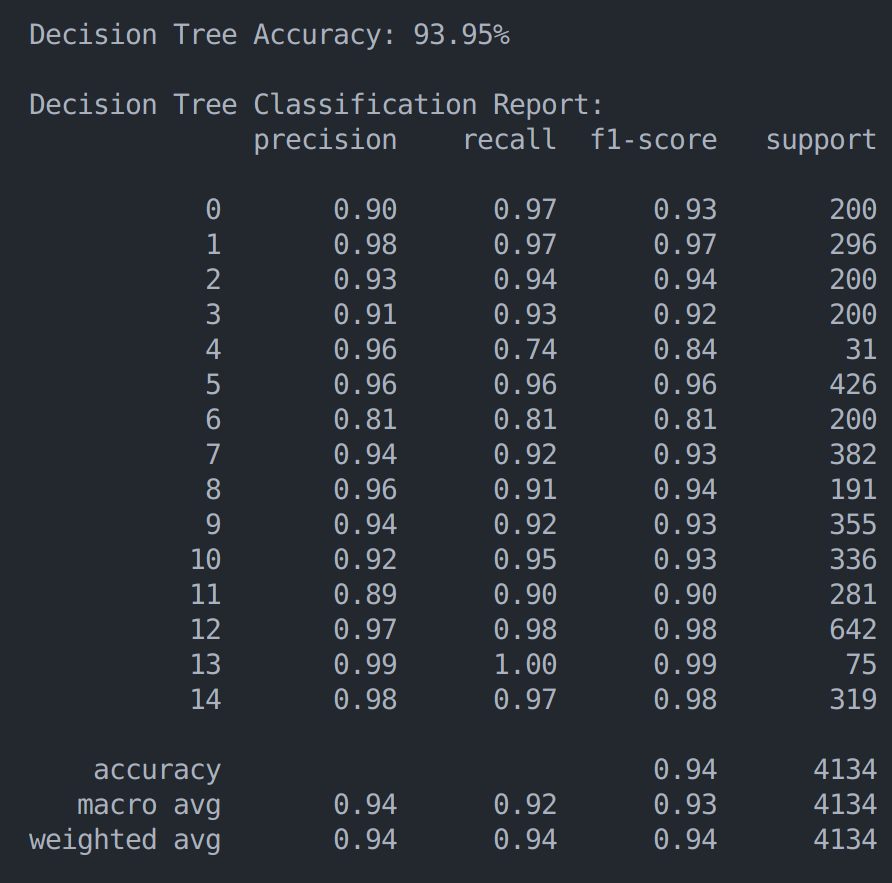 Decision Tree Accuracy: 93.95%
Decision Tree Classification Report:
precision recall f1-score support
0 0.90 0.97 0.93 200
1 0.98 0.97 0.97 296
2 0.93 0.94 0.94 200
3 0.91 0.93 0.92 200
4 0.96 0.74 0.84 31
5 0.96 0.96 0.96 426
6 0.81 0.81 0.81 200
7 0.94 0.92 0.93 382
8 0.96 0.91 0.94 191
9 0.94 0.92 0.93 355
10 0.92 0.95 0.93 336
11 0.89 0.90 0.90 281
12 0.97 0.98 0.98 642
13 0.99 1.00 0.99 75
14 0.98 0.97 0.98 319
accuracy 0.94 4134
macro avg 0.94 0.92 0.93 4134
weighted avg 0.94 0.94 0.94 4134